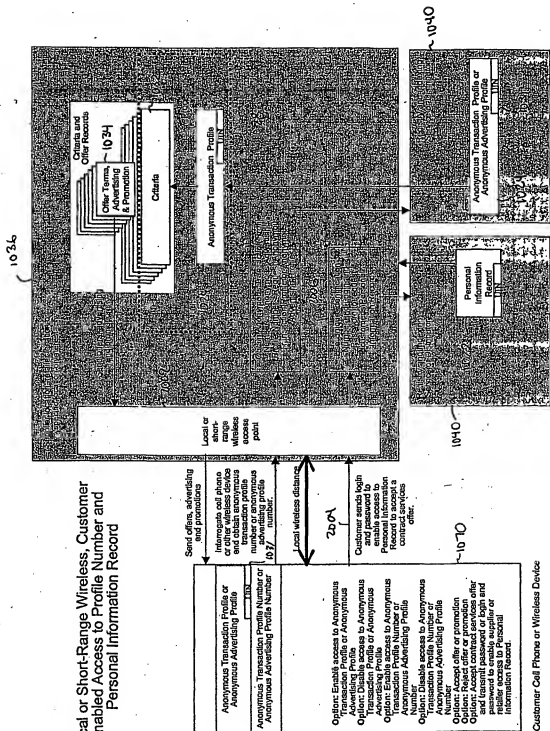 cal or Short-Range Wireless, Customer
nabled Access to Profile Number and
Personal Information Record
1036
Criteria and
Offer Records
1034
Offer Terms,
Advertising
& Promotion
Criteria
Anonymous Transaction Profile
Local or
short-
range
wireless
access
point
Send offers, advertising
and promotions
Interrogate cell phone
or other wireless device
and obtain anonymous
transaction profile
number or anonymous
advertising profile
number.
Local wireless distance
2004
Customer sends login
and password to
enable access to
Personal Information
Record to accept a
contract services
offer.
Anonymous Transaction Profile or
Anonymous Advertising Profile
Anonymous Transaction Profile Number or
Anonymous Advertising Profile Number
1031
Option: Enable access to Anonymous
Transaction Profile or Anonymous
Advertising Profile
Option: Disable access to Anonymous
Transaction Profile or Anonymous
Advertising Profile
Option: Enable access to Anonymous
Transaction Profile Number or
Anonymous Advertising Profile
Number
Option: Disable access to Anonymous
Transaction Profile Number or
Anonymous Advertising Profile
Number
Option: Accept offer or promotion
Option: Reject offer or promotion
Option: Accept contract services offer
and transmit password or login and
password to enable supplier or
retailer access to Personal
Information Record.
1070
Customer Cell Phone or Wireless Device
Personal
Information
Record
1040
Anonymous Transaction Profile or
Anonymous Advertising Profile
1040